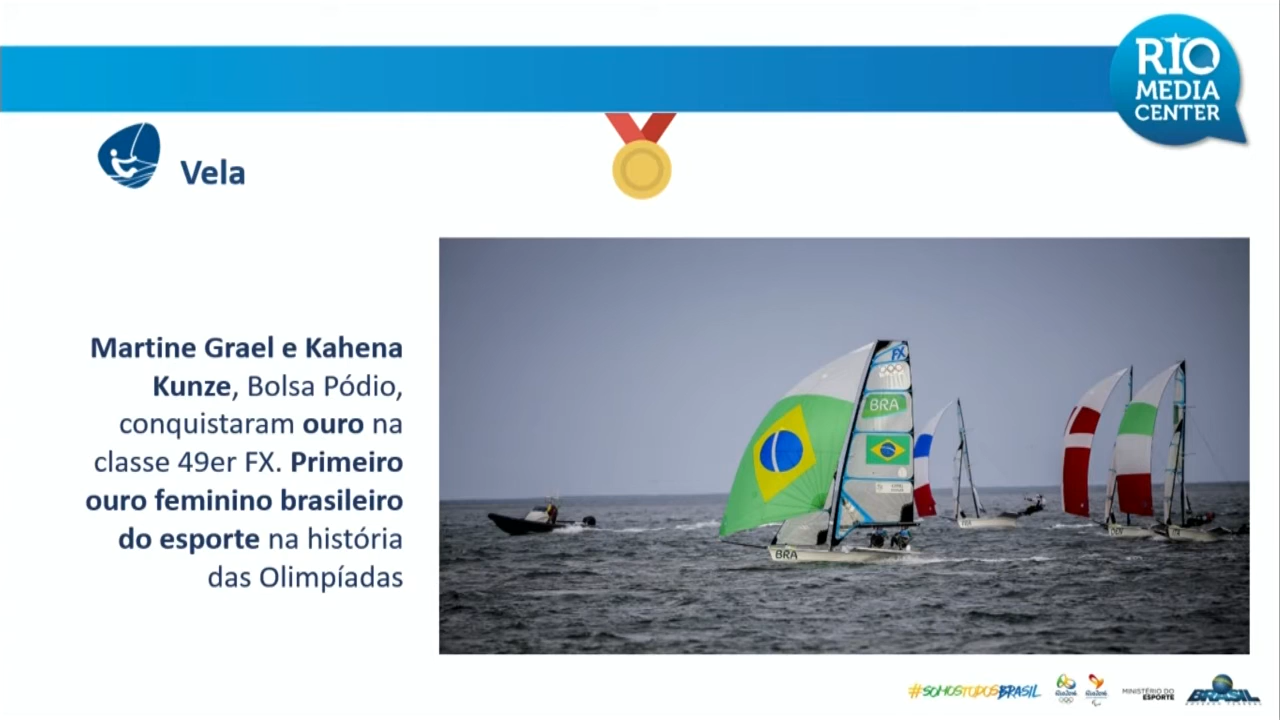 RIO
MEDIA
CENTER
Vela
Martine Grael e Kahena
Kunze, Bolsa Pódio,
conquistaram ouro na
classe 49er FX. Primeiro
ouro feminino brasileiro
do esporte na história
das Olimpíadas
FX
BRA
BRA
#SOMOSTODOSBRASIL
MINISTÉRIO DO
ESPORTE
BRASIL